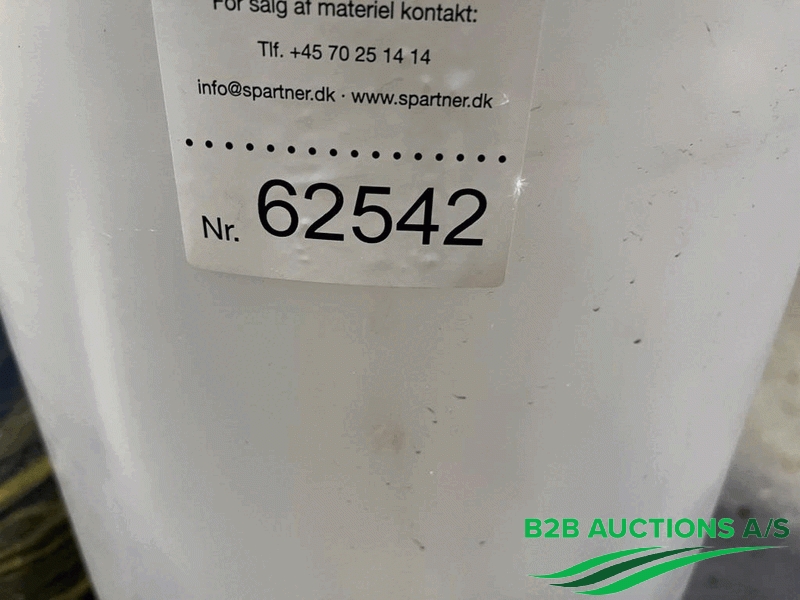 For salg af materiel kontakt:
Tlf. +45 70 25 14 14
info@spartner.dk · www.spartner.dk
Nr. 62542
B2B AUCTIONS A/S